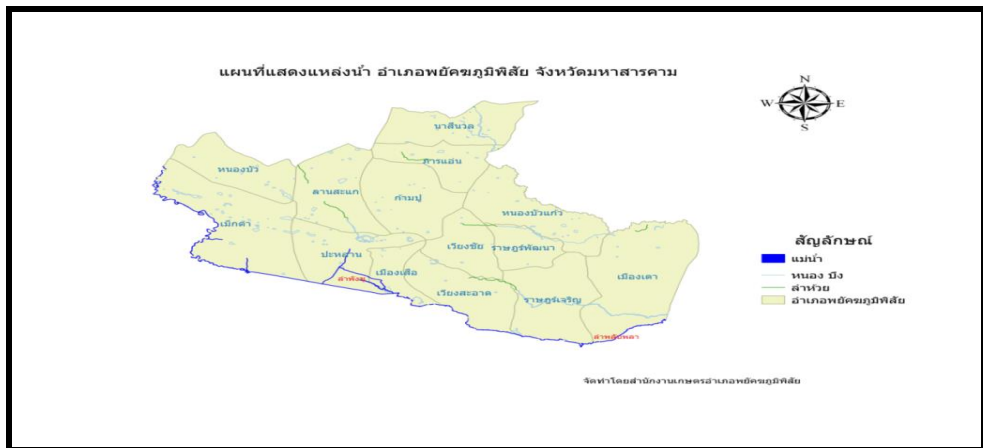 แผนที่แสดงแหล่งน้ำ อำเภอพยัคฆภูมิพิสัย จังหวัดมหาสารคาม
N
W E
S
นาสีนวล
ภารแอ่น
หนองบัว
ลานสะแก
ก้ามปู
หนองบัวแก้ว
เม็กดำ
ปะหลาน
เวียงชัย ราษฎร์พัฒนา
เมืองเสือ
เมืองเตา
เวียงสะอาด
ราษฎร์เจริญ
ลำพลับพลา
สัญลักษณ์
แม่น้ำ
หนอง บึง
ลำห้วย
อำเภอพยัคฆภูมิพิสัย
จัดทำโดยสำนักงานเกษตรอำเภอพยัคฆภูมิพิสัย